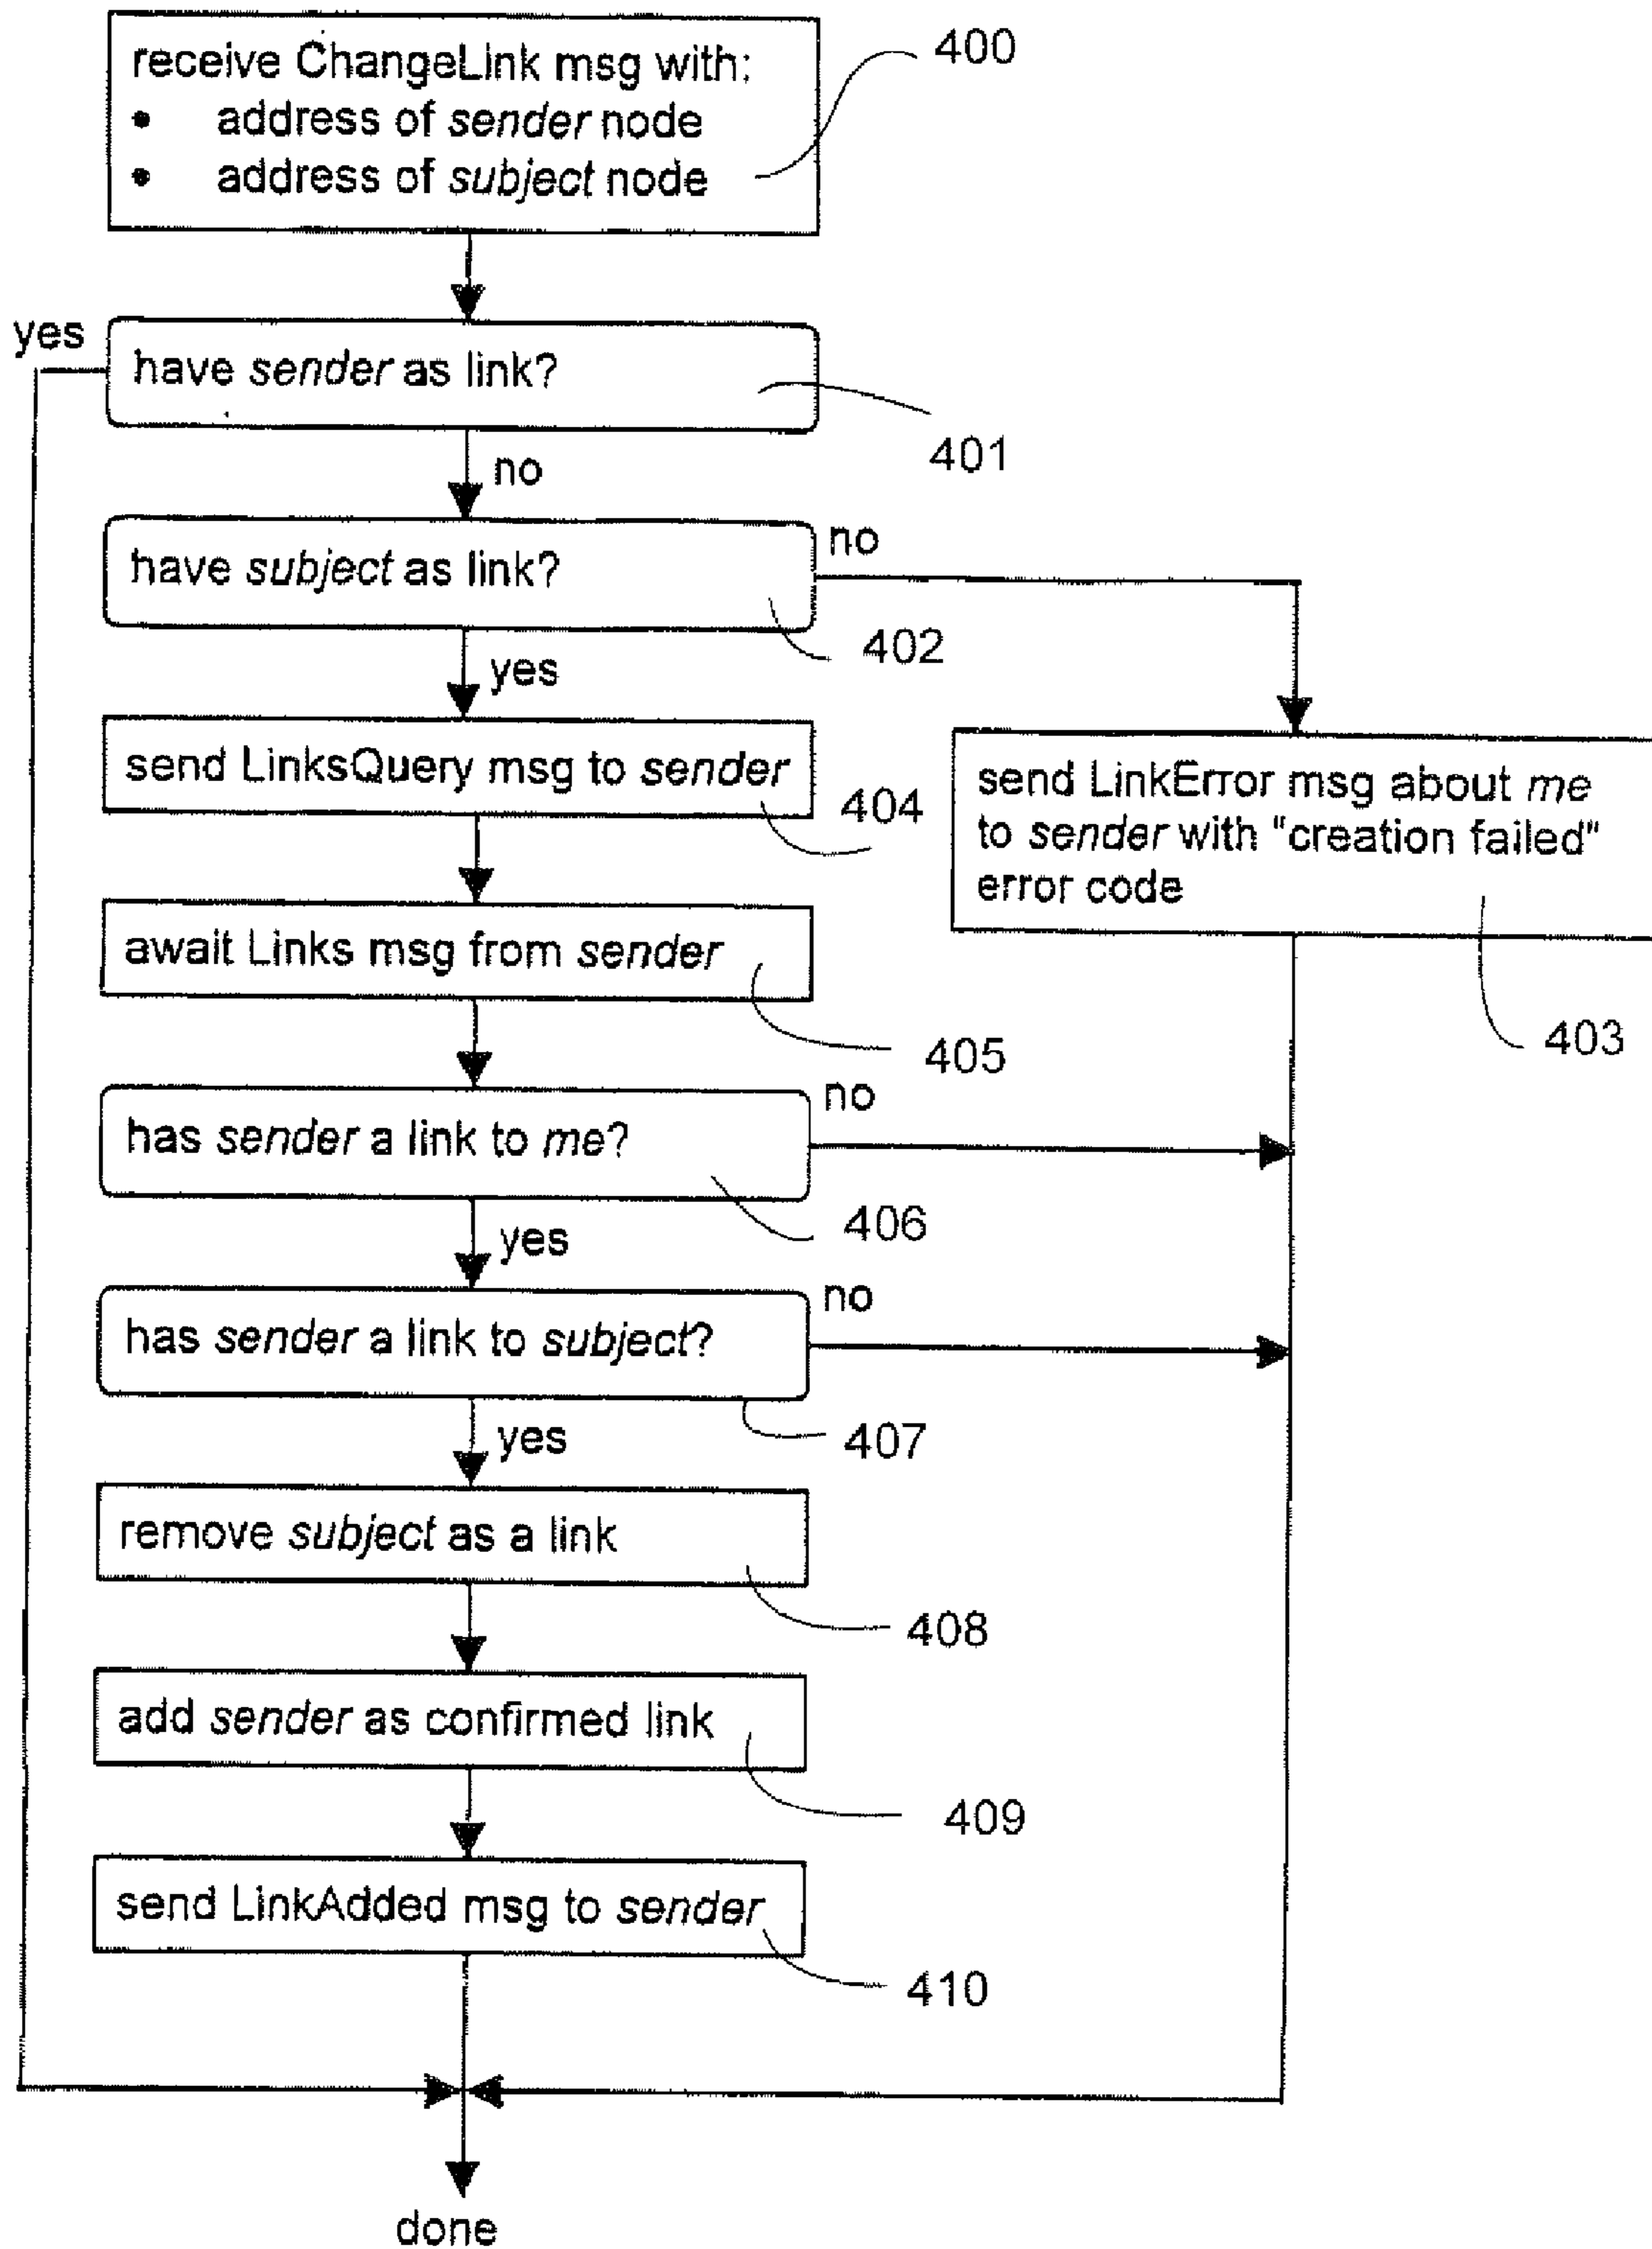 receive ChangeLink msg with:
• address of sender node
• address of subject node
400
yes
have sender as link?
401
no
have subject as link?
no
402
yes
send LinksQuery msg to sender
404
send LinkError msg about me
to sender with "creation failed"
error code
403
await Links msg from sender
405
has sender a link to me?
no
406
yes
has sender a link to subject?
no
407
yes
remove subject as a link
408
add sender as confirmed link
409
send LinkAdded msg to sender
410
done